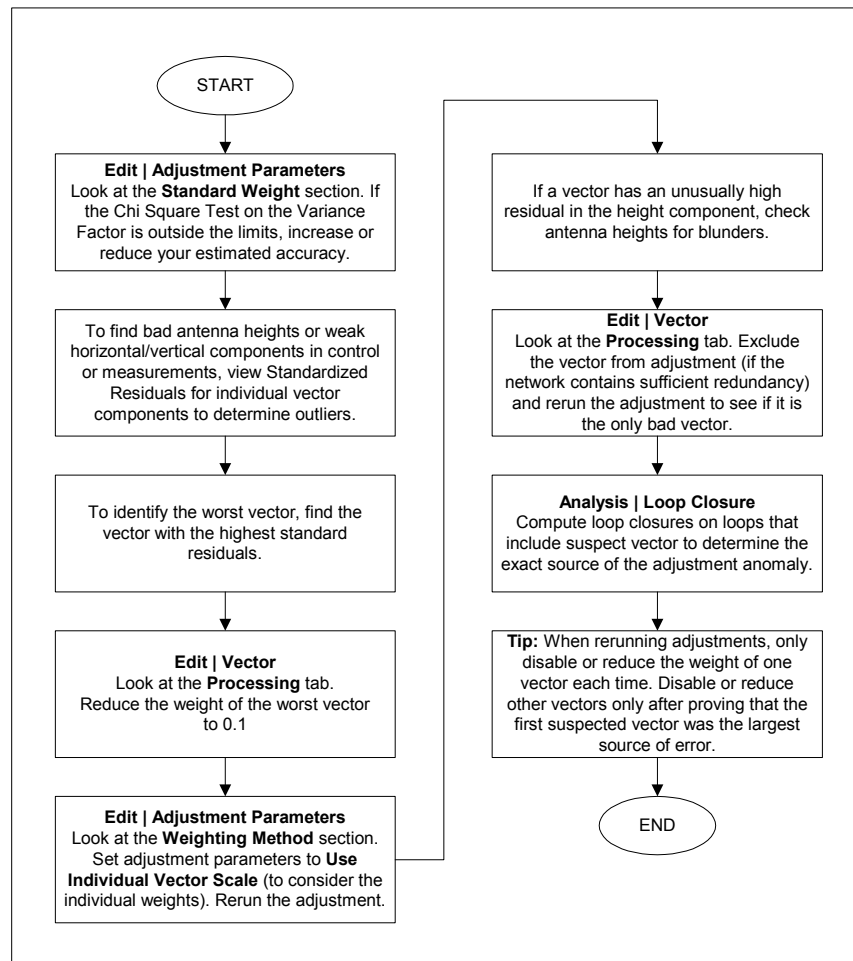 START
Edit | Adjustment Parameters
Look at the Standard Weight section. If
the Chi Square Test on the Variance
Factor is outside the limits, increase or
reduce your estimated accuracy.
To find bad antenna heights or weak
horizontal/vertical components in control
or measurements, view Standardized
Residuals for individual vector
components to determine outliers.
To identify the worst vector, find the
vector with the highest standard
residuals.
Edit | Vector
Look at the Processing tab.
Reduce the weight of the worst vector
to 0.1
Edit | Adjustment Parameters
Look at the Weighting Method section.
Set adjustment parameters to Use
Individual Vector Scale (to consider the
individual weights). Rerun the adjustment.
If a vector has an unusually high
residual in the height component, check
antenna heights for blunders.
Edit | Vector
Look at the Processing tab. Exclude
the vector from adjustment (if the
network contains sufficient redundancy)
and rerun the adjustment to see if it is
the only bad vector.
Analysis | Loop Closure
Compute loop closures on loops that
include suspect vector to determine the
exact source of the adjustment anomaly.
Tip: When rerunning adjustments, only
disable or reduce the weight of one
vector each time. Disable or reduce
other vectors only after proving that the
first suspected vector was the largest
source of error.
END